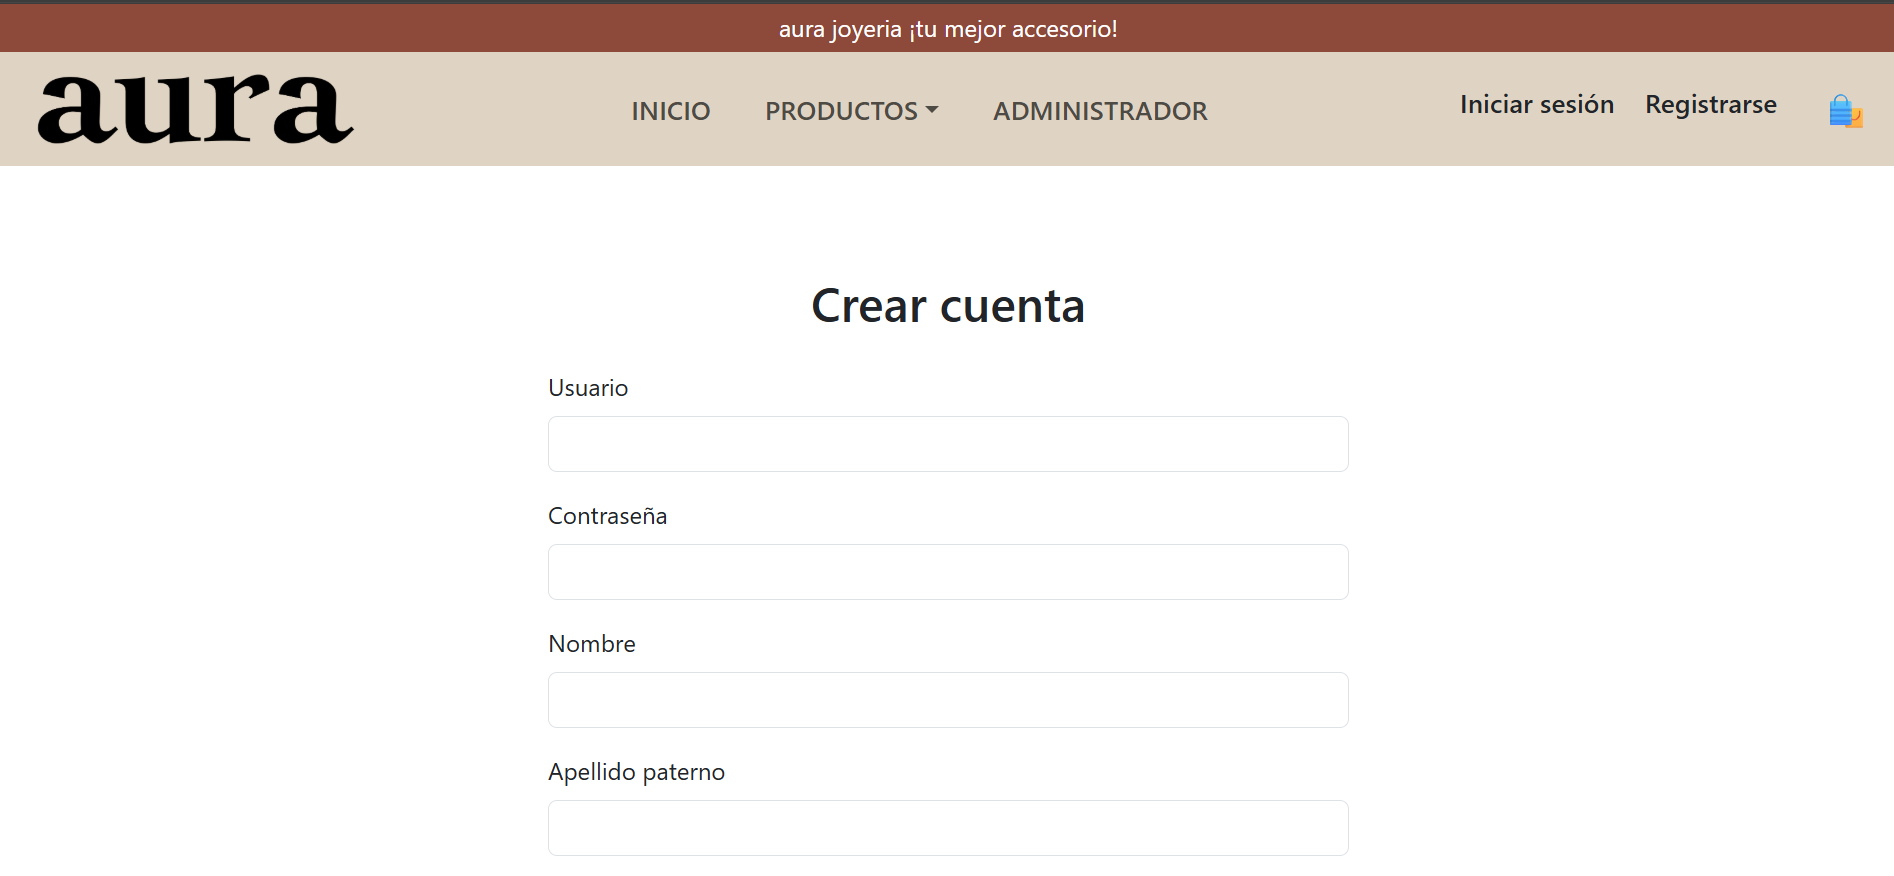 aura joyeria ¡tu mejor accesorio!
aura
INICIO PRODUCTOS ADMINISTRADOR Iniciar sesión Registrarse
Crear cuenta
Usuario
Contraseña
Nombre
Apellido paterno